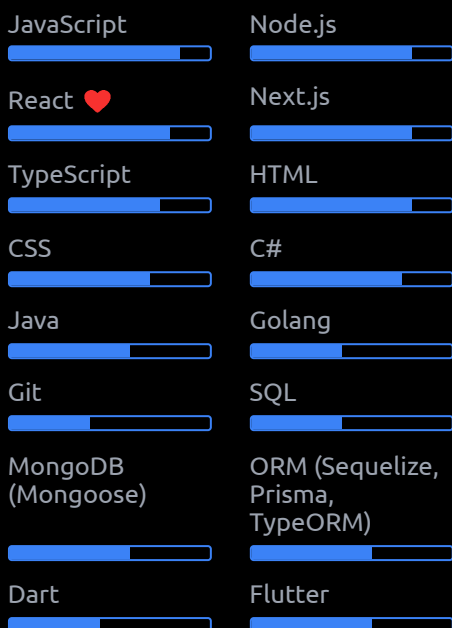 JavaScript
Node.js
React
Next.js
TypeScript
HTML
CSS
C#
Java
Golang
Git
SQL
MongoDB
(Mongoose)
ORM (Sequelize,
Prisma,
TypeORM)
Dart
Flutter